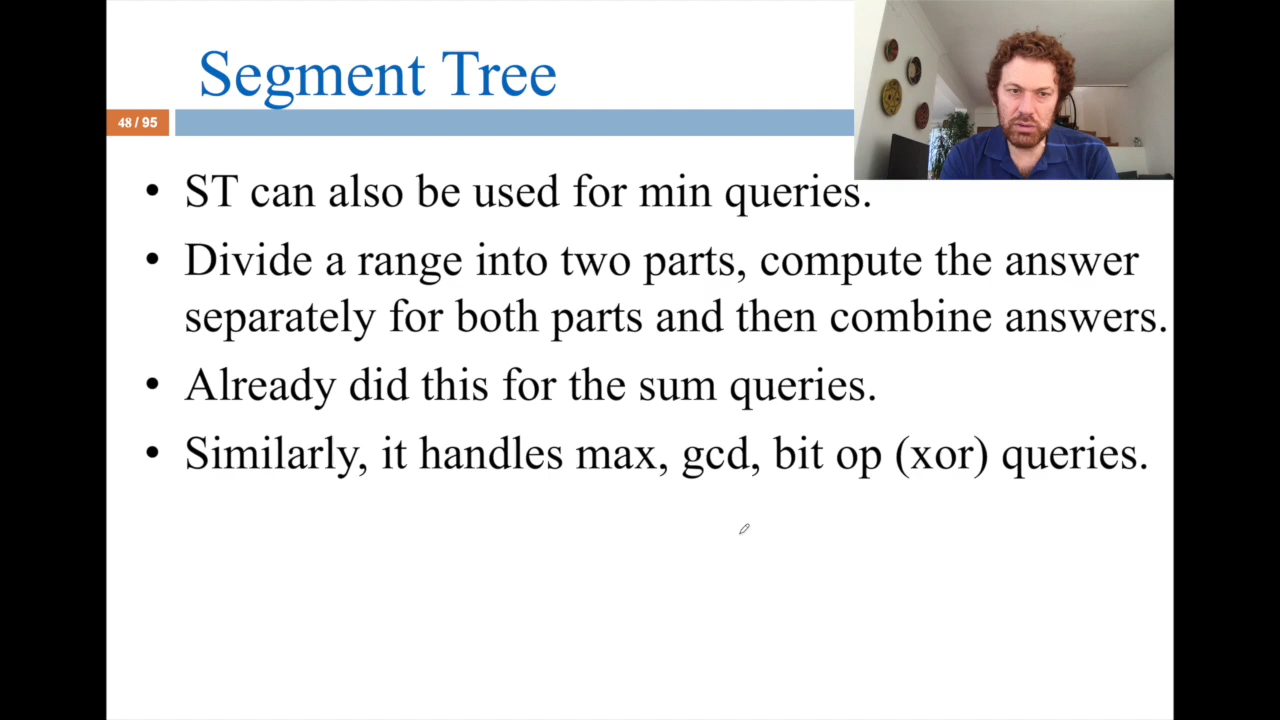 Segment Tree
48 / 95
• ST can also be used for min queries.
• Divide a range into two parts, compute the answer
separately for both parts and then combine answers.
• Already did this for the sum queries.
• Similarly, it handles max, gcd, bit op (xor) queries.